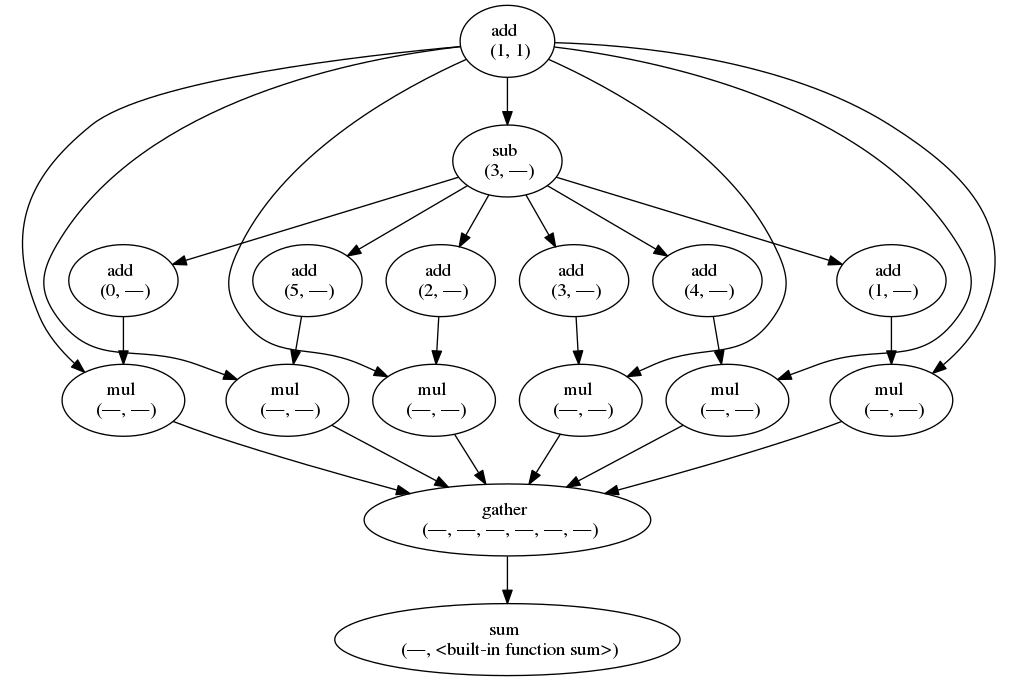 add
(1, 1)
sub
(3, —)
add
(0, —)
add
(5, —)
add
(2, —)
add
(3, —)
add
(4, —)
add
(1, —)
mul
(—, —)
mul
(—, —)
mul
(—, —)
mul
(—, —)
mul
(—, —)
mul
(—, —)
gather
(—, —, —, —, —, —)
sum
(—, <built-in function sum>)